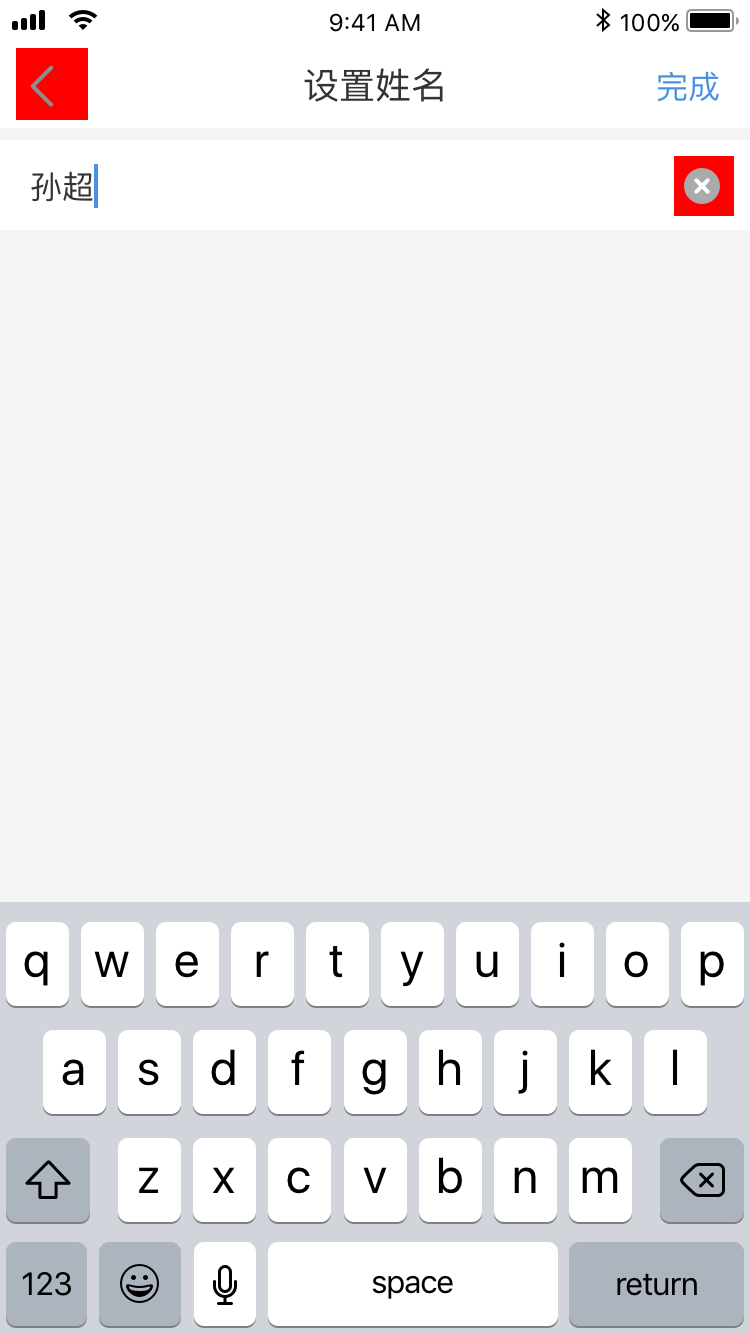 9:41 AM 100%
设置姓名 完成
孙超
q w e r t y u i o p
a s d f g h j k l
z x c v b n m
123 space return